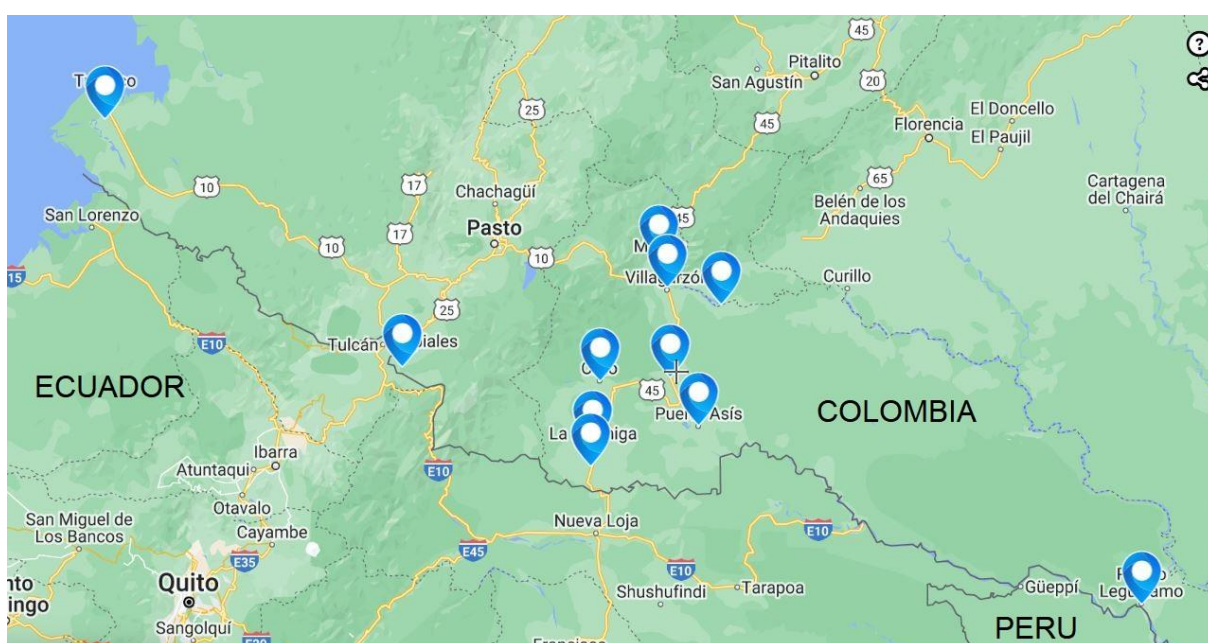 45
Pitalito
San Agustín
20
?
25
El Doncello
Florencia
El Paujil
45
65
10
17
Chachagüí
45
Belén de los
Andaquies
Cartagena
del Chairá
San Lorenzo
17
Pasto
10
10
15
Villagarzón
Curillo
25
E10
Tulcán
ECUADOR
45
COLOMBIA
Ibarra
Atuntaqui
E10
Otavalo
San Miguel de
Los Bancos
Cayambe
Nueva Loja
E10
E45
E35
E10
Quito
Shushufindi
Tarapoa
Güeppí
Sangolquí
PERU